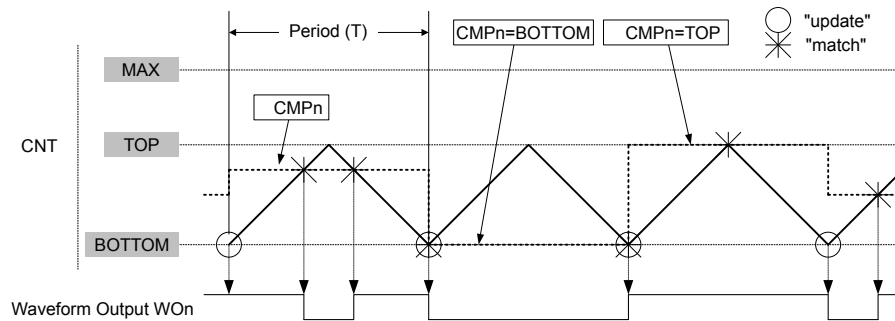 Period (T)
CMPn=BOTTOM
CMPn=TOP
"update"
"match"
MAX
CMPn
CNT
TOP
BOTTOM
Waveform Output WOn